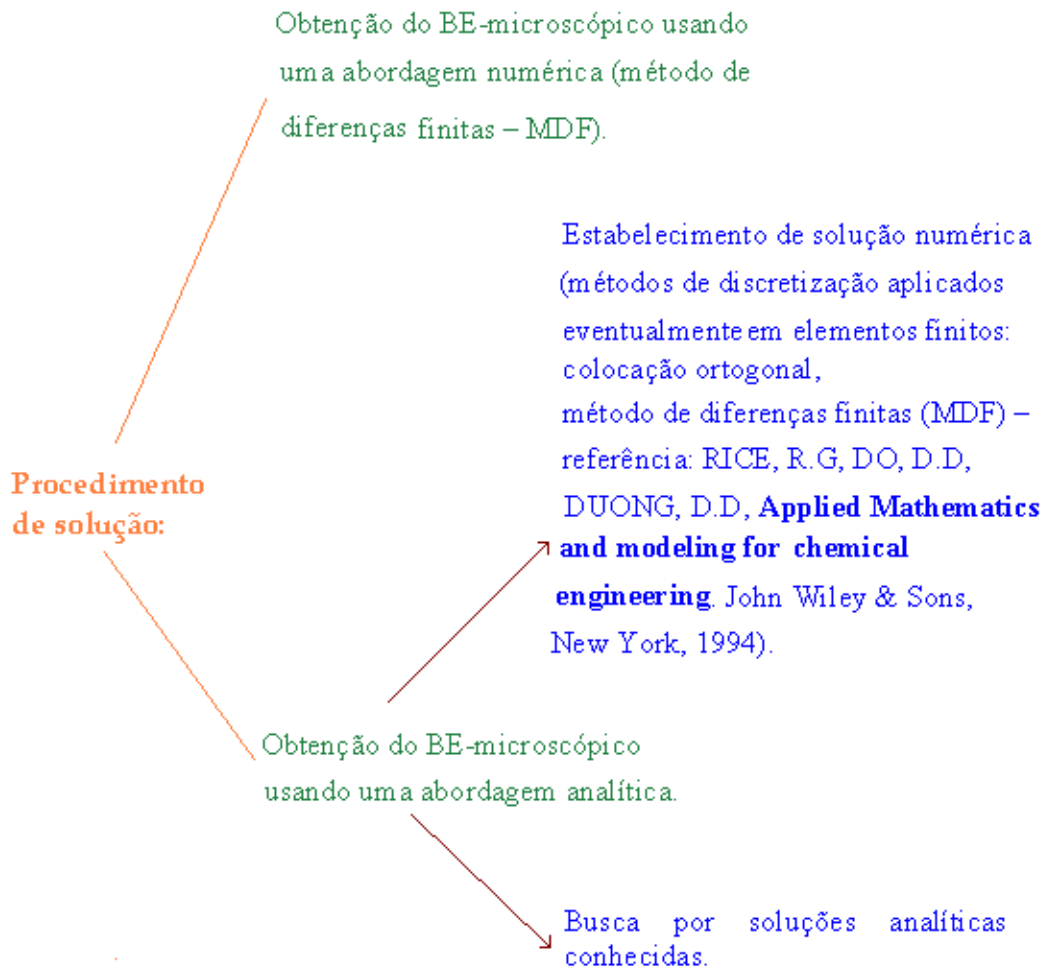 Obtenção do BE-microscópico usando
uma abordagem numérica (método de
diferenças finitas – MDF).
Estabelecimento de solução numérica
(métodos de discretização aplicados
eventualmente em elementos finitos:
colocação ortogonal,
método de diferenças finitas (MDF) –
referência: RICE, R.G, DO, D.D,
DUONG, D.D, Applied Mathematics
and modeling for chemical
engineering. John Wiley & Sons,
New York, 1994).
Procedimento
de solução:
Obtenção do BE-microscópico
usando uma abordagem analítica.
Busca por soluções analíticas
conhecidas.